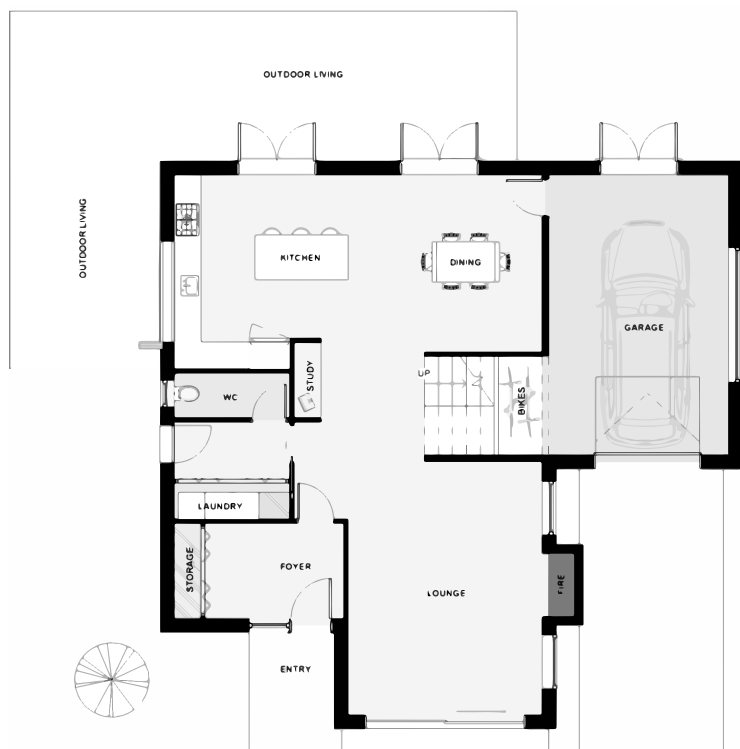 OUTDOOR LIVING
OUTDOOR LIVING
KITCHEN
DINING
GARAGE
UP
STUDY
WC
BIKES
LAUNDRY
STORAGE
FOYER
LOUNGE
FIRE
ENTRY